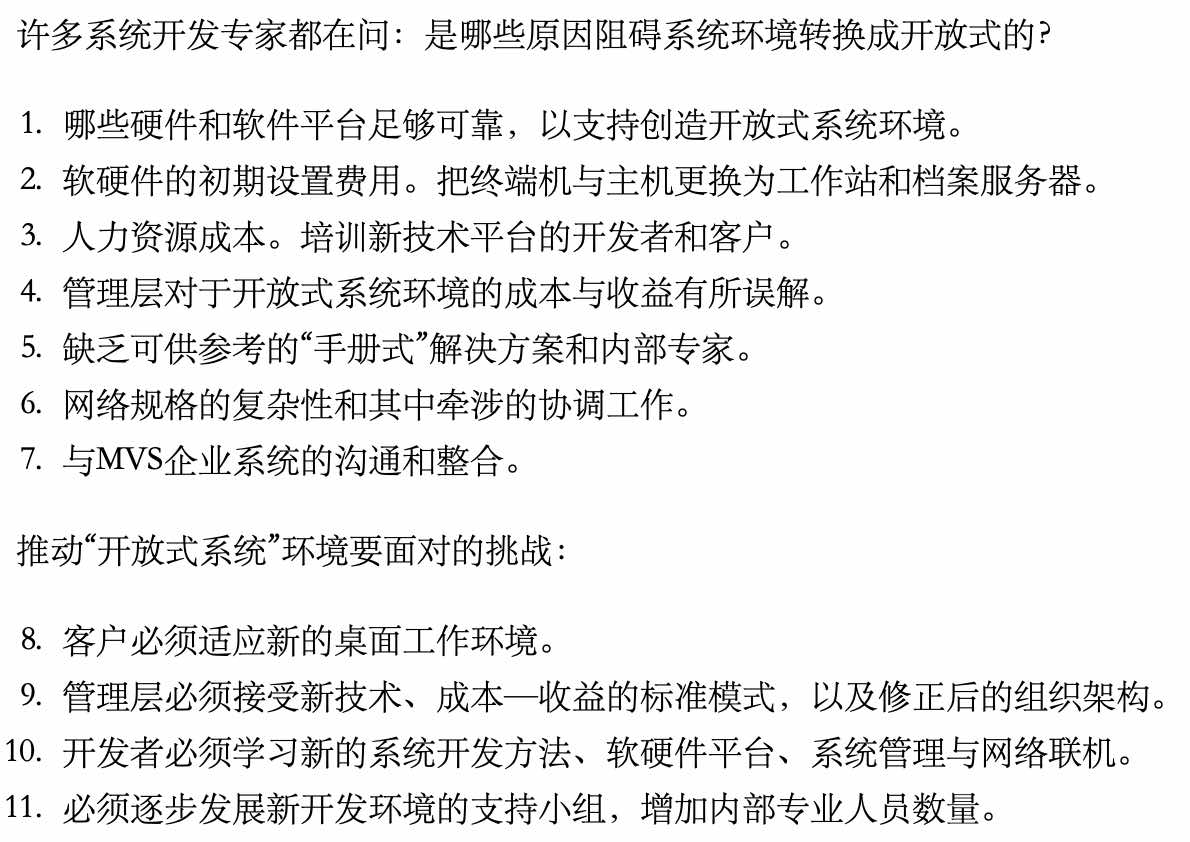 许多系统开发专家都在问：是哪些原因阻碍系统环境转换成开放式的?
1. 哪些硬件和软件平台足够可靠，以支持创造开放式系统环境。
2. 软硬件的初期设置费用。把终端机与主机更换为工作站和档案服务器。
3. 人力资源成本。培训新技术平台的开发者和客户。
4. 管理层对于开放式系统环境的成本与收益有所误解。
5. 缺乏可供参考的“手册式”解决方案和内部专家。
6. 网络规格的复杂性和其中牵涉的协调工作。
7. 与MVS企业系统的沟通和整合。
推动“开放式系统”环境要面对的挑战：
8. 客户必须适应新的桌面工作环境。
9. 管理层必须接受新技术、成本—收益的标准模式，以及修正后的组织架构。
10. 开发者必须学习新的系统开发方法、软硬件平台、系统管理与网络联机。
11. 必须逐步发展新开发环境的支持小组，增加内部专业人员数量。